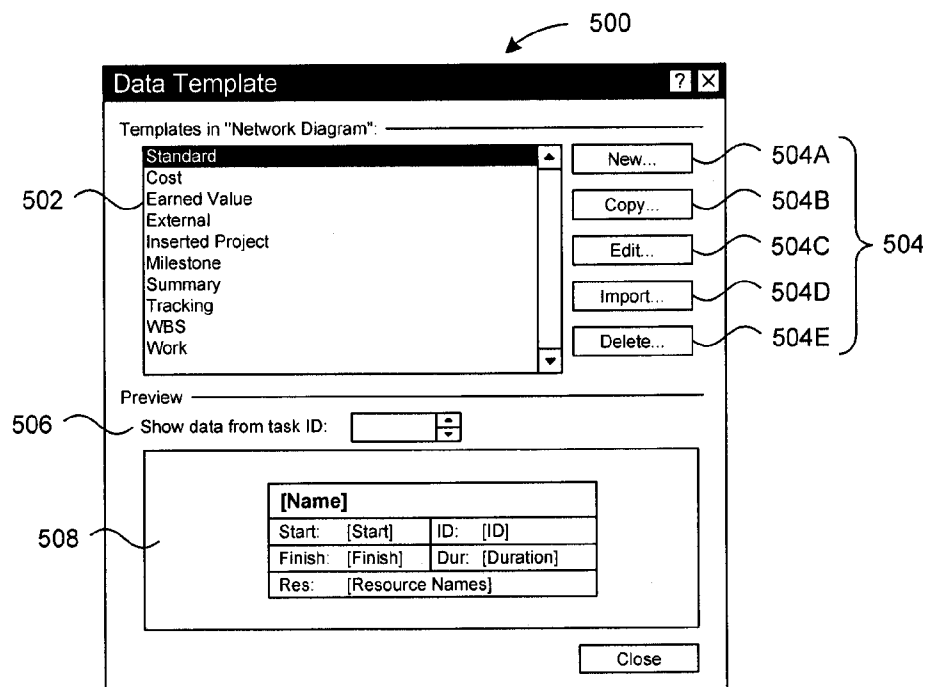 500
Data Template ? X
Templates in "Network Diagram":
Standard
Cost
Earned Value
External
Inserted Project
Milestone
Summary
Tracking
WBS
Work
502
New... 504A
Copy... 504B
Edit... 504C
Import... 504D
Delete... 504E
504
Preview
506 Show data from task ID:
508
[Name]
Start: [Start] ID: [ID]
Finish: [Finish] Dur: [Duration]
Res: [Resource Names]
Close